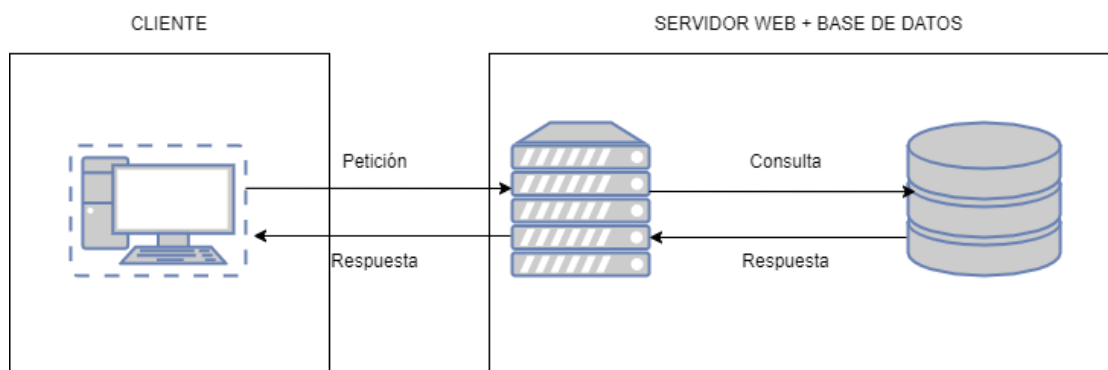 CLIENTE
SERVIDOR WEB + BASE DE DATOS
Petición
Consulta
Respuesta
Respuesta